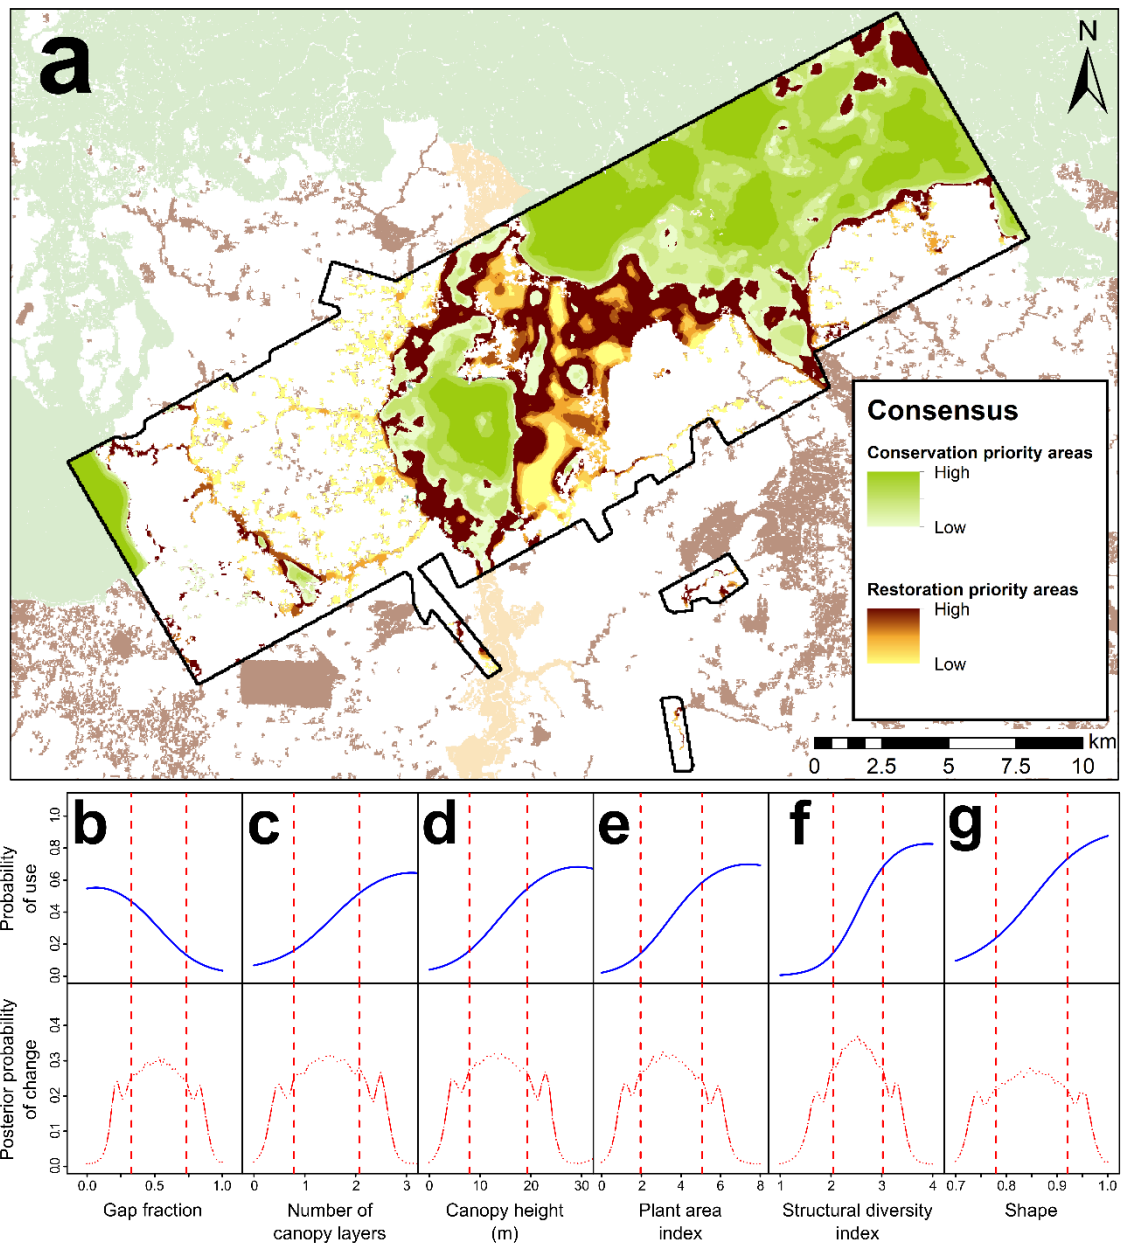 a
N
Consensus
Conservation priority areas
High
Low
Restoration priority areas
High
Low
km
0 2.5 5 7.5 10
b c d e f g
Probability
of use
0.0 0.2 0.4 0.6 0.8 1.0
Posterior probability
of change
0.0 0.1 0.2 0.3 0.4
0.0 0.5 1.0
0 1 2 3
0 10 20 30
0 2 4 6 8
1 2 3 4
0.7 0.8 0.9 1.0
Gap fraction
Number of
canopy layers
Canopy height
(m)
Plant area
index
Structural diversity
index
Shape